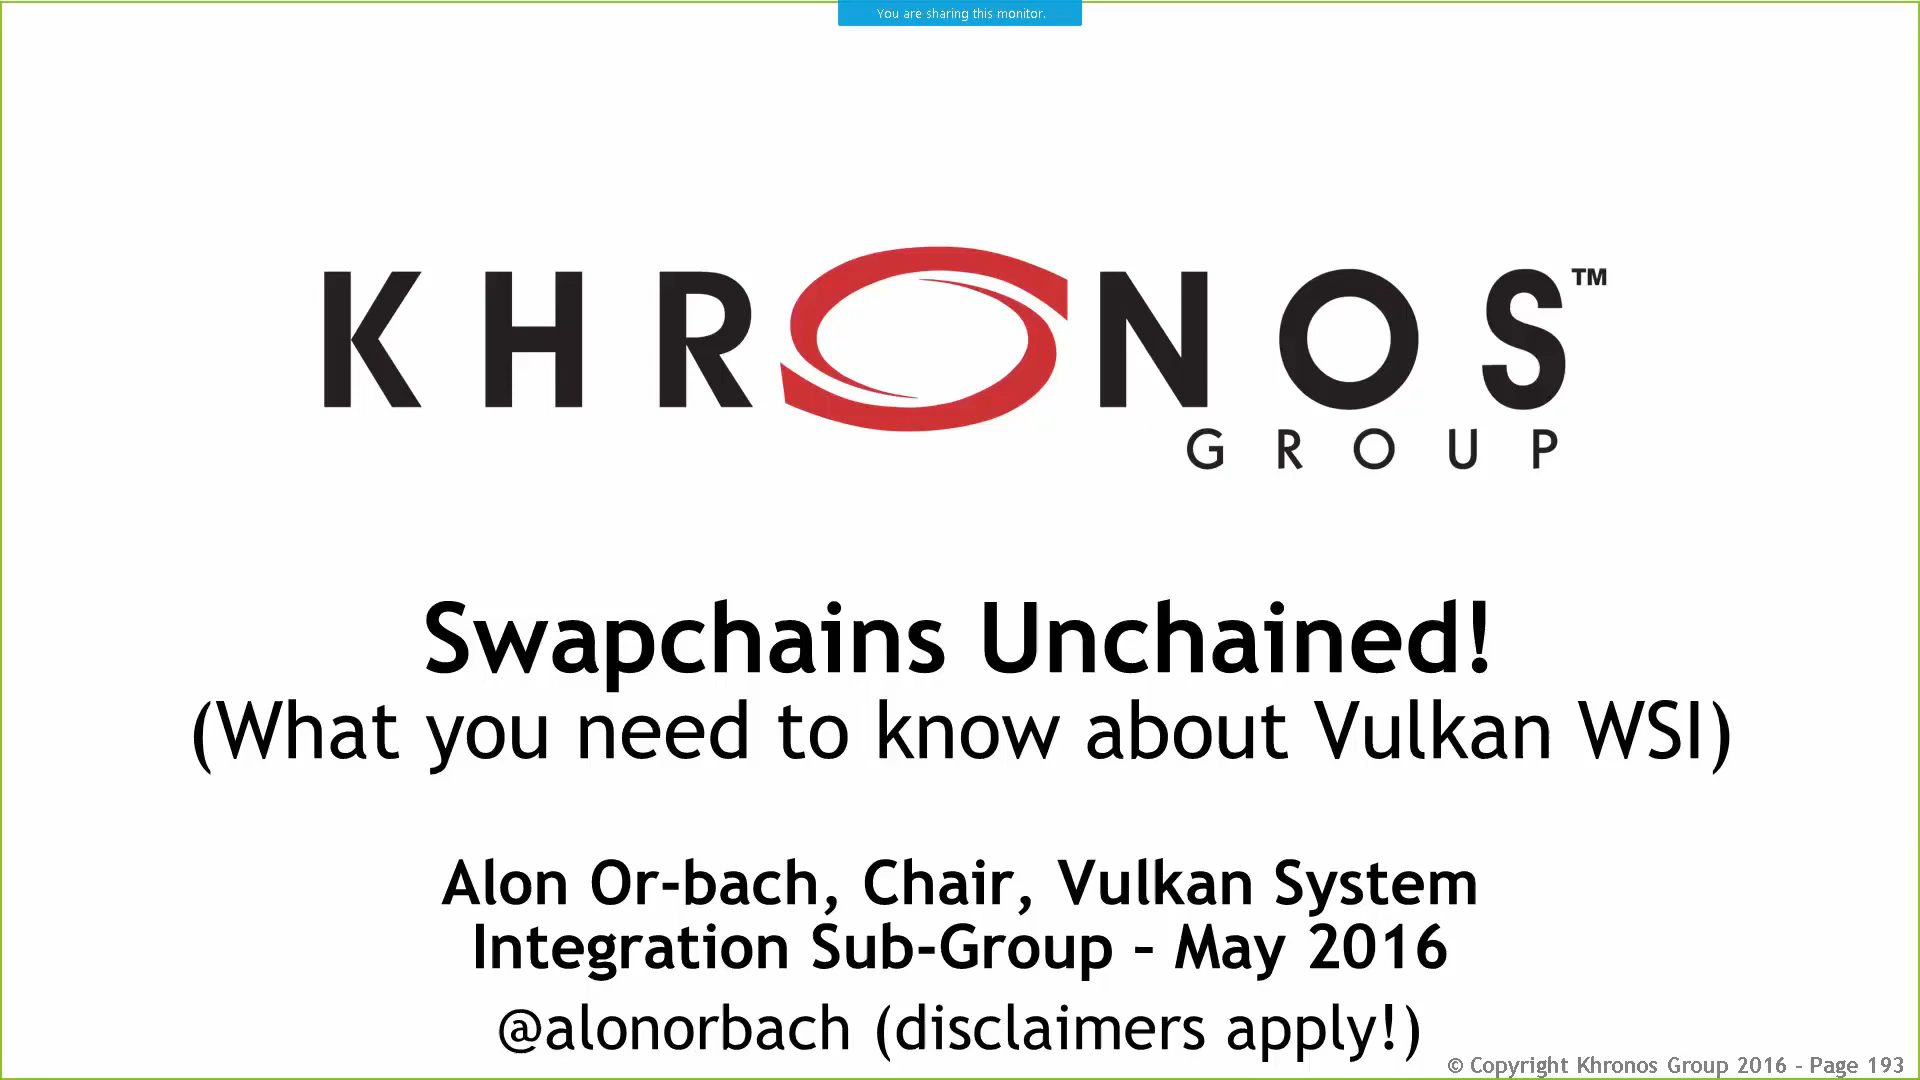 You are sharing this monitor.
KHRONOS™
GROUP
Swapchains Unchained!
(What you need to know about Vulkan WSI)
Alon Or-bach, Chair, Vulkan System
Integration Sub-Group – May 2016
@alonorbach (disclaimers apply!)
© Copyright Khronos Group 2016 - Page 193